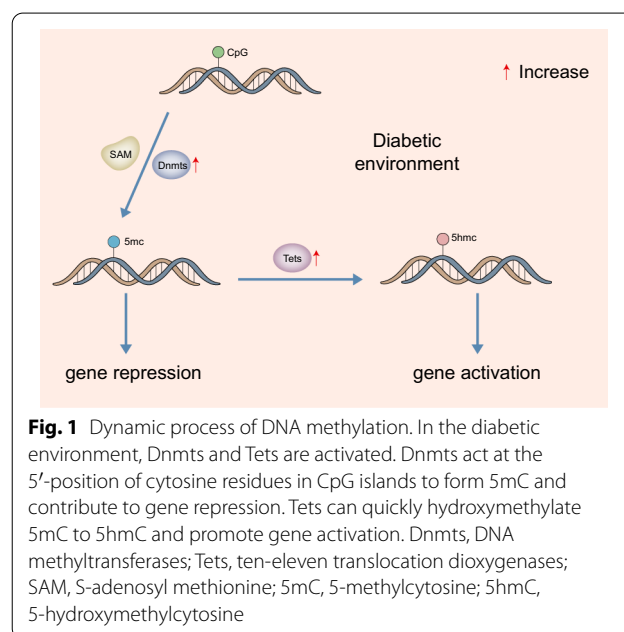 CpG
↑ Increase
SAM
Dnmts ↑
Diabetic
environment
5mc
Tets ↑
5hmc
gene repression
gene activation
Fig. 1 Dynamic process of DNA methylation. In the diabetic
environment, Dnmts and Tets are activated. Dnmts act at the
5′-position of cytosine residues in CpG islands to form 5mC and
contribute to gene repression. Tets can quickly hydroxymethylate
5mC to 5hmC and promote gene activation. Dnmts, DNA
methyltransferases; Tets, ten-eleven translocation dioxygenases;
SAM, S-adenosyl methionine; 5mC, 5-methylcytosine; 5hmC,
5-hydroxymethylcytosine